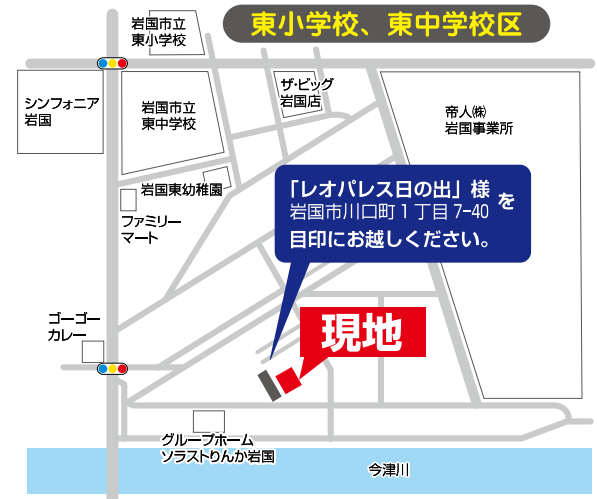 東小学校、東中学校区
岩国市立
東小学校
シンフォニア
岩国
岩国市立
東中学校
ザ・ビッグ
岩国店
帝人㈱
岩国事業所
岩国東幼稚園
ファミリー
マート
「レオパレス日の出」様を
岩国市川口町1丁目7-40
目印にお越しください。
ゴーゴー
カレー
現地
グループホーム
ソラストりんか岩国
今津川